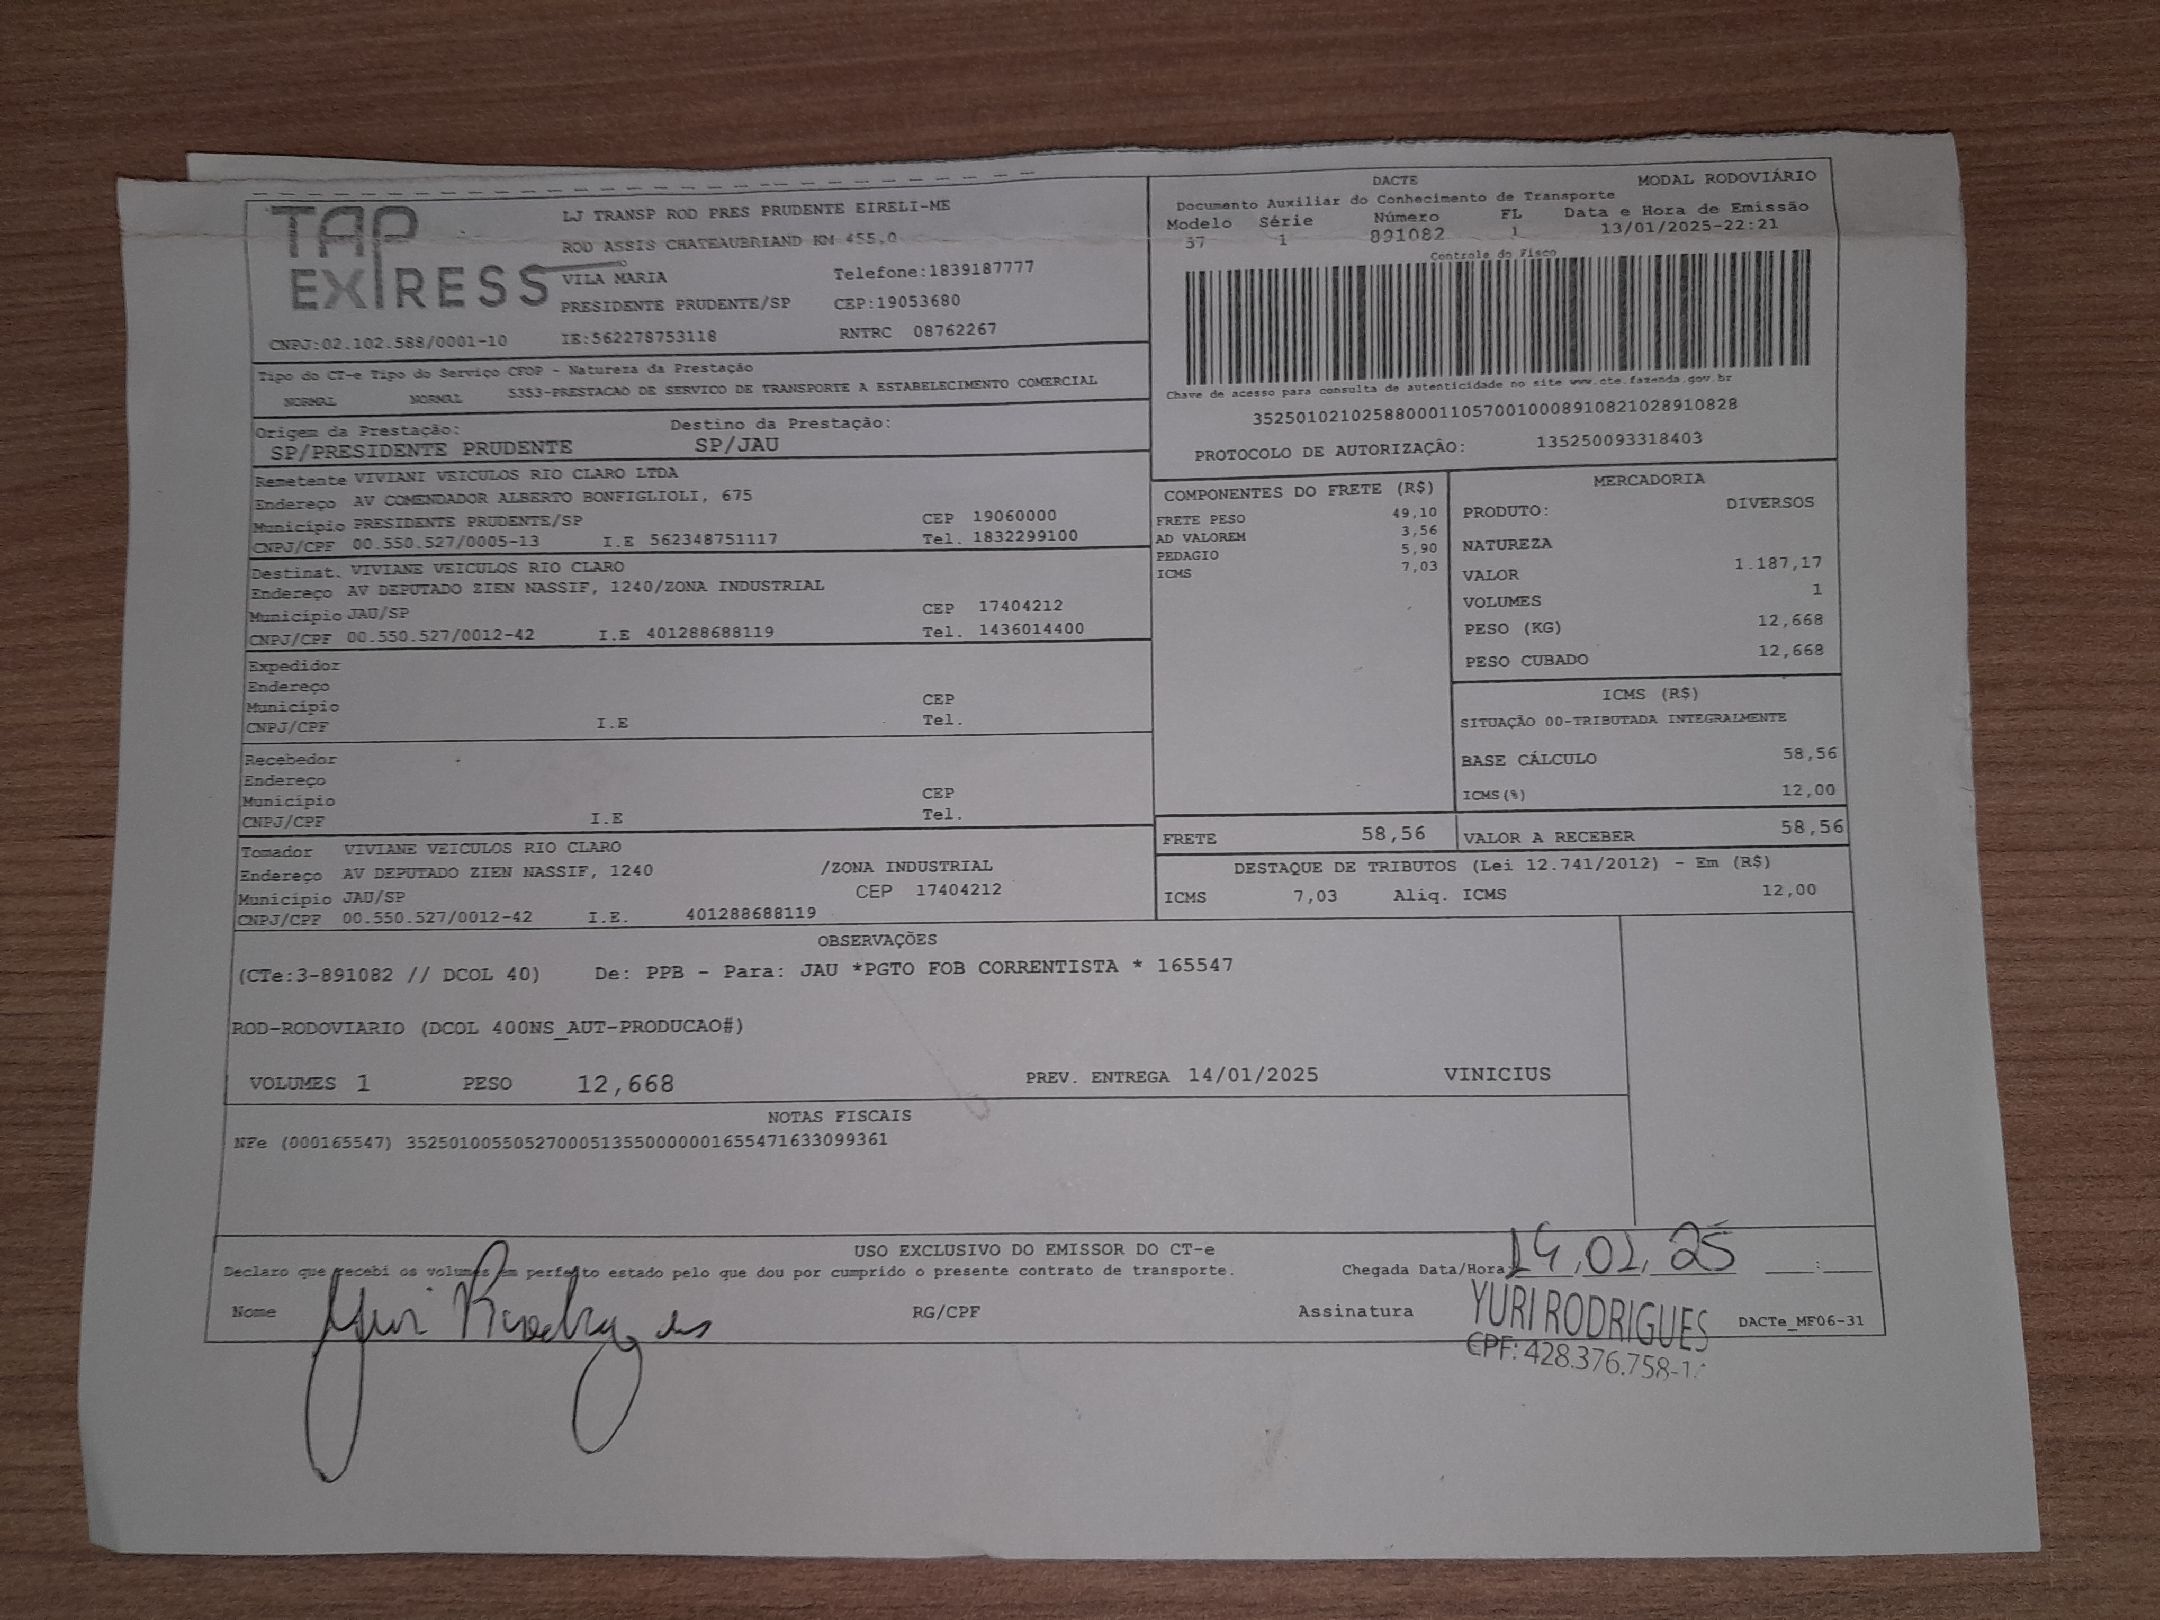 TAP
EXPRESS
LJ TRANSP ROD PRES PRUDENTE EIRELI-ME
ROD ASSIS CHATEAUBRIAND KM 455,0
VILA MARIA Telefone:1839187777
PRESIDENTE PRUDENTE/SP CEP:19053680
CNPJ:02.102.588/0001-10 IE:562278753118 RNTRC 08762267
DACTE MODAL RODOVIÁRIO
Documento Auxiliar do Conhecimento de Transporte
Modelo Série Número FL Data e Hora de Emissão
57 1 891082 1 13/01/2025-22:21
Controle do Fisco
Chave de acesso para consulta de autenticidade no site www.cte.fazenda.gov.br
35250102102588000110570010008910821028910828
PROTOCOLO DE AUTORIZAÇÃO: 135250093318403
Tipo do CT-e Tipo do Serviço CFOP - Natureza da Prestação
NORMAL NORMAL 5353-PRESTACAO DE SERVICO DE TRANSPORTE A ESTABELECIMENTO COMERCIAL
Origem da Prestação: Destino da Prestação:
SP/PRESIDENTE PRUDENTE SP/JAU
Remetente VIVIANI VEICULOS RIO CLARO LTDA
Endereço AV COMENDADOR ALBERTO BONFIGLIOLI, 675
Município PRESIDENTE PRUDENTE/SP CEP 19060000
CNPJ/CPF 00.550.527/0005-13 I.E 562348751117 Tel. 1832299100
Destinat. VIVIANE VEICULOS RIO CLARO
Endereço AV DEPUTADO ZIEN NASSIF, 1240/ZONA INDUSTRIAL
Município JAU/SP CEP 17404212
CNPJ/CPF 00.550.527/0012-42 I.E 401288688119 Tel. 1436014400
Expedidor
Endereço
Município CEP
CNPJ/CPF I.E Tel.
Recebedor
Endereço
Município CEP
CNPJ/CPF I.E Tel.
Tomador VIVIANE VEICULOS RIO CLARO
Endereço AV DEPUTADO ZIEN NASSIF, 1240 /ZONA INDUSTRIAL
Município JAU/SP CEP 17404212
CNPJ/CPF 00.550.527/0012-42 I.E. 401288688119
COMPONENTES DO FRETE (R$)
FRETE PESO 49,10
AD VALOREM 3,56
PEDAGIO 5,90
ICMS 7,03
MERCADORIA
PRODUTO: DIVERSOS
NATUREZA
VALOR 1.187,17
VOLUMES 1
PESO (KG) 12,668
PESO CUBADO 12,668
ICMS (R$)
SITUAÇÃO 00-TRIBUTADA INTEGRALMENTE
BASE CÁLCULO 58,56
ICMS(%) 12,00
FRETE 58,56 VALOR A RECEBER 58,56
DESTAQUE DE TRIBUTOS (Lei 12.741/2012) - Em (R$)
ICMS 7,03 Aliq. ICMS 12,00
OBSERVAÇÕES
(CTe:3-891082 // DCOL 40) De: PPB - Para: JAU *PGTO FOB CORRENTISTA * 165547
ROD-RODOVIARIO (DCOL 400NS_AUT-PRODUCAO#)
VOLUMES 1 PESO 12,668 PREV. ENTREGA 14/01/2025 VINICIUS
NOTAS FISCAIS
NFe (000165547) 35250100550527000513550000001655471633099361
USO EXCLUSIVO DO EMISSOR DO CT-e
Declaro que recebi os volumes em perfeito estado pelo que dou por cumprido o presente contrato de transporte. Chegada Data/Hora 14,01,25 :
Nome Yuri Rodrigues RG/CPF Assinatura YURI RODRIGUES DACTe_MF06-31
CPF: 428.376.758-